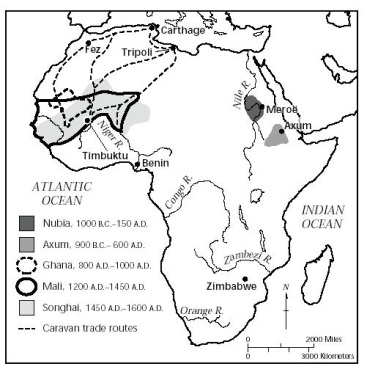 Carthage
Fez
Tripoli
Nile R.
Meroë
Axum
Niger R.
Timbuktu
Benin
ATLANTIC
OCEAN
Congo R.
INDIAN
OCEAN
Nubia, 1000 B.C.–150 A.D.
Axum, 900 B.C.– 600 A.D.
Ghana, 800 A.D.–1000 A.D.
Mali, 1200 A.D.–1450 A.D.
Songhai, 1450 A.D.–1600 A.D.
Caravan trade routes
Zambezi R.
Zimbabwe
Orange R.
N
0 2000 Miles
0 3000 Kilometers